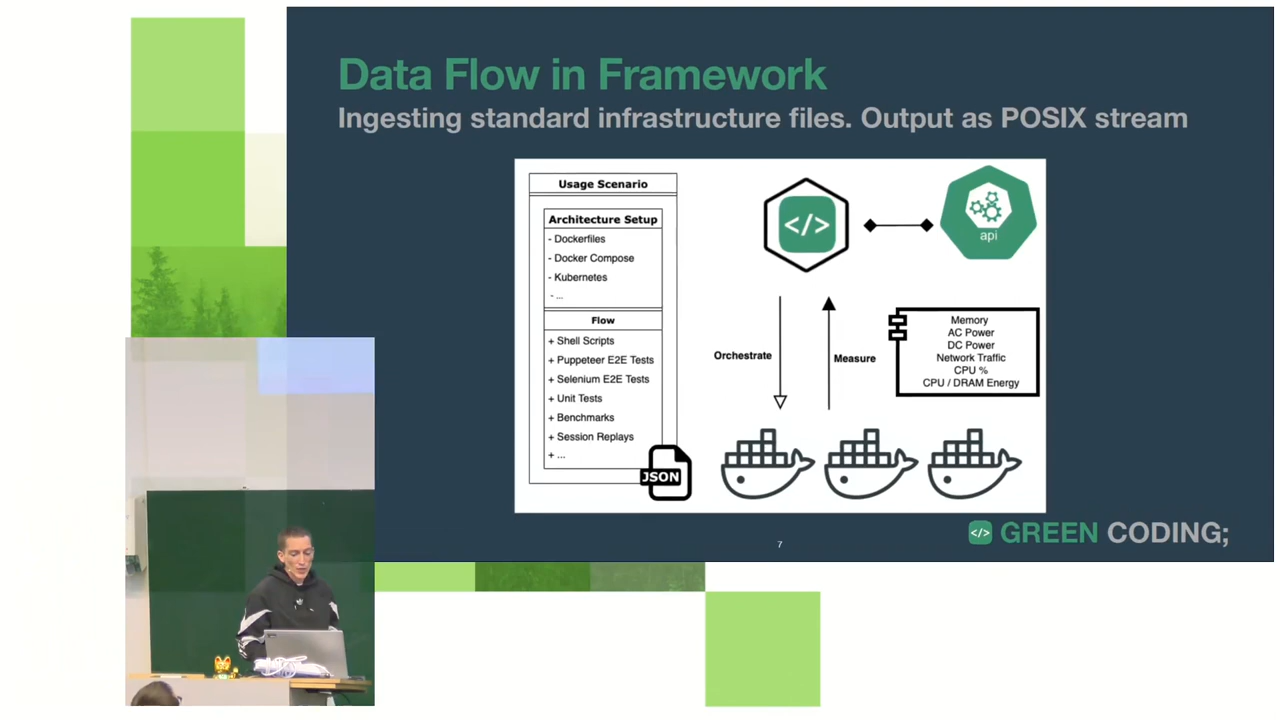 Data Flow in Framework
Ingesting standard infrastructure files. Output as POSIX stream
Usage Scenario
Architecture Setup
- Dockerfiles
- Docker Compose
- Kubernetes
- ...
Flow
+ Shell Scripts
+ Puppeteer E2E Tests
+ Selenium E2E Tests
+ Unit Tests
+ Benchmarks
+ Session Replays
+ ...
JSON
</>
api
Orchestrate
Measure
Memory
AC Power
DC Power
Network Traffic
CPU %
CPU / DRAM Energy
7
</> GREEN CODING;